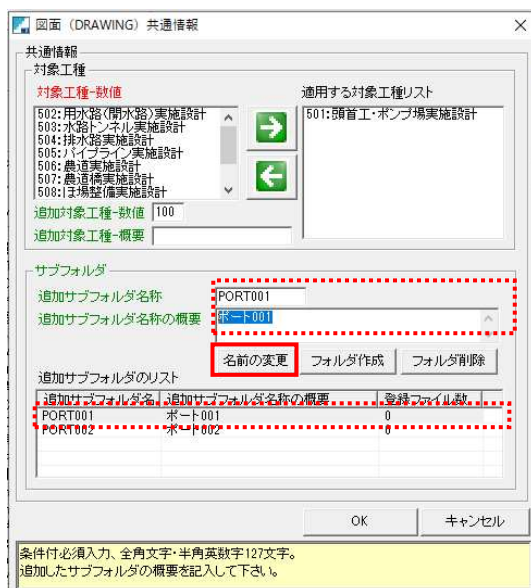 図面（DRAWING）共通情報
共通情報
対象工種
対象工種-数値
502:用水路(開水路)実施設計
503:水路トンネル実施設計
504:排水路実施設計
505:パイプライン実施設計
506:農道実施設計
507:農道橋実施設計
508:ほ場整備実施設計
適用する対象工種リスト
501:頭首工・ポンプ場実施設計
追加対象工種-数値 100
追加対象工種-概要
サブフォルダ
追加サブフォルダ名称 PORT001
追加サブフォルダ名称の概要 ポート001
名前の変更 フォルダ作成 フォルダ削除
追加サブフォルダのリスト
追加サブフォルダ名 追加サブフォルダ名称の概要 登録ファイル数
PORT001 ポート001 0
PORT002 ポート002 0
OK キャンセル
条件付必須入力、全角文字・半角英数字127文字。
追加したサブフォルダの概要を記入して下さい。